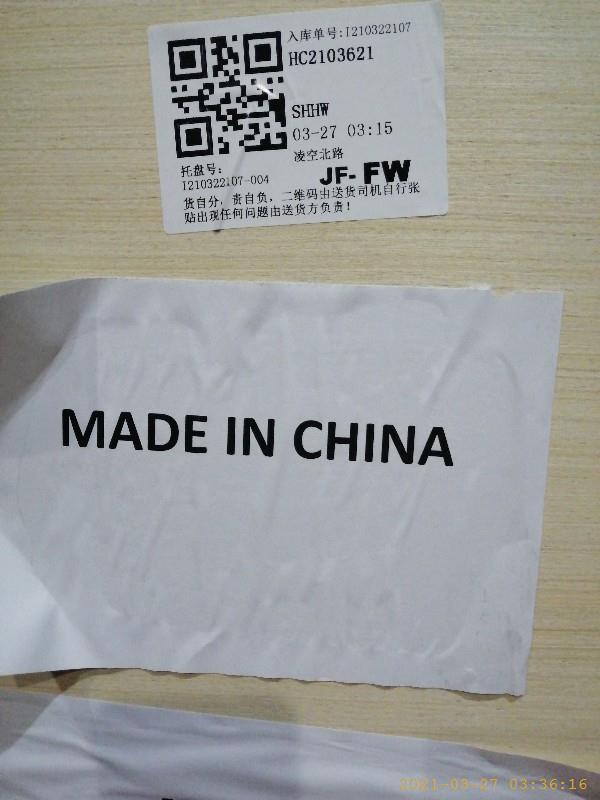 入库单号:I210322107
HC2103621
SHHW
03-27 03:15
凌空北路
托盘号:
I210322107-004
JF-FW
货自分，责自负，二维码由送货司机自行张
贴出现任何问题由送货方负责!
MADE IN CHINA
2021-03-27 03:36:16